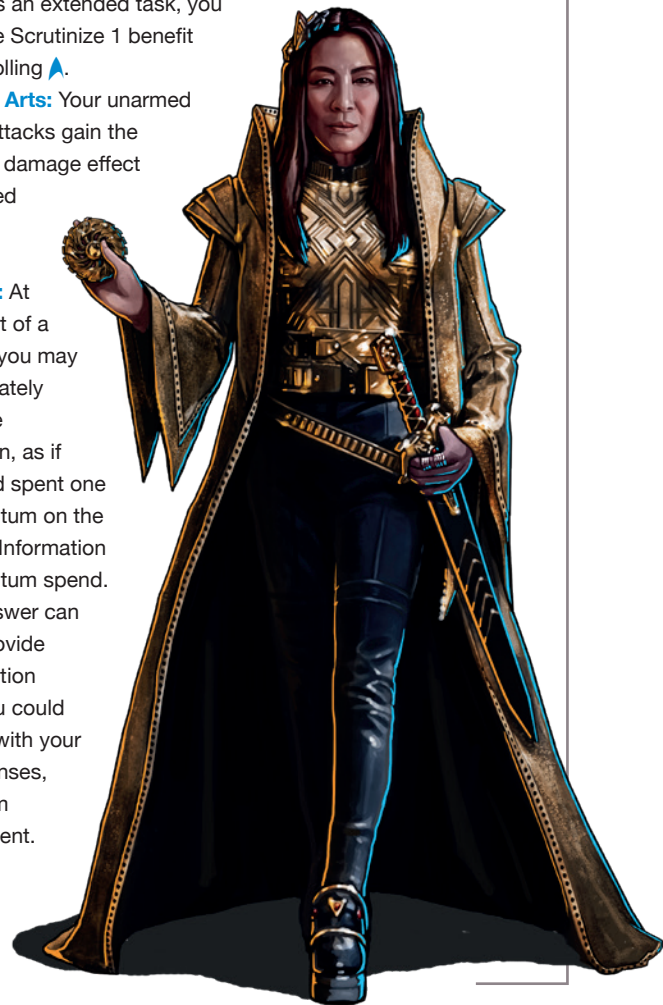 s an extended task, you
e Scrutinize 1 benefit
olling
Arts: Your unarmed
ttacks gain the
damage effect
ed
: At
t of a
you may
ately
e
n, as if
d spent one
tum on the
Information
tum spend.
swer can
ovide
tion
u could
with your
nses,
m
ent.